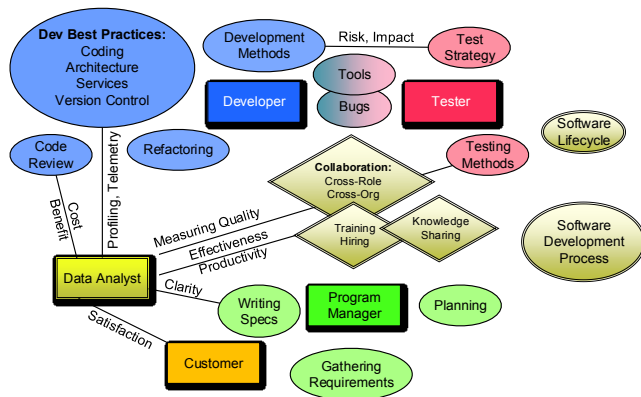 Dev Best Practices:
Coding
Architecture
Services
Version Control
Development
Methods
Risk, Impact
Test
Strategy
Tools
Bugs
Developer
Tester
Software
Lifecycle
Code
Review
Refactoring
Profiling, Telemetry
Cost
Benefit
Collaboration:
Cross-Role
Cross-Org
Testing
Methods
Measuring Quality
Effectiveness
Productivity
Training
Hiring
Knowledge
Sharing
Software
Development
Process
Data Analyst
Clarity
Writing
Specs
Program
Manager
Planning
Satisfaction
Customer
Gathering
Requirements